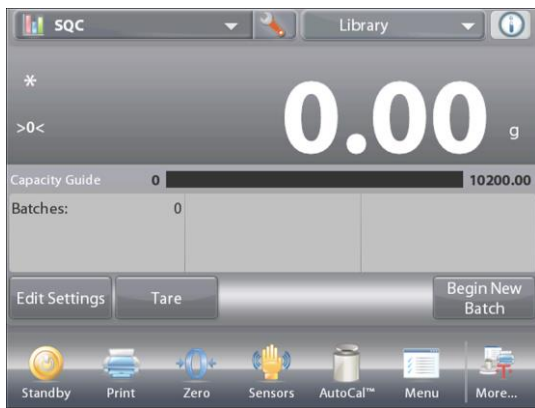 SQC Library
*
>0< 0.00 g
Capacity Guide 0 10200.00
Batches: 0
Edit Settings Tare Begin New
Batch
Standby Print Zero Sensors AutoCal™ Menu More...